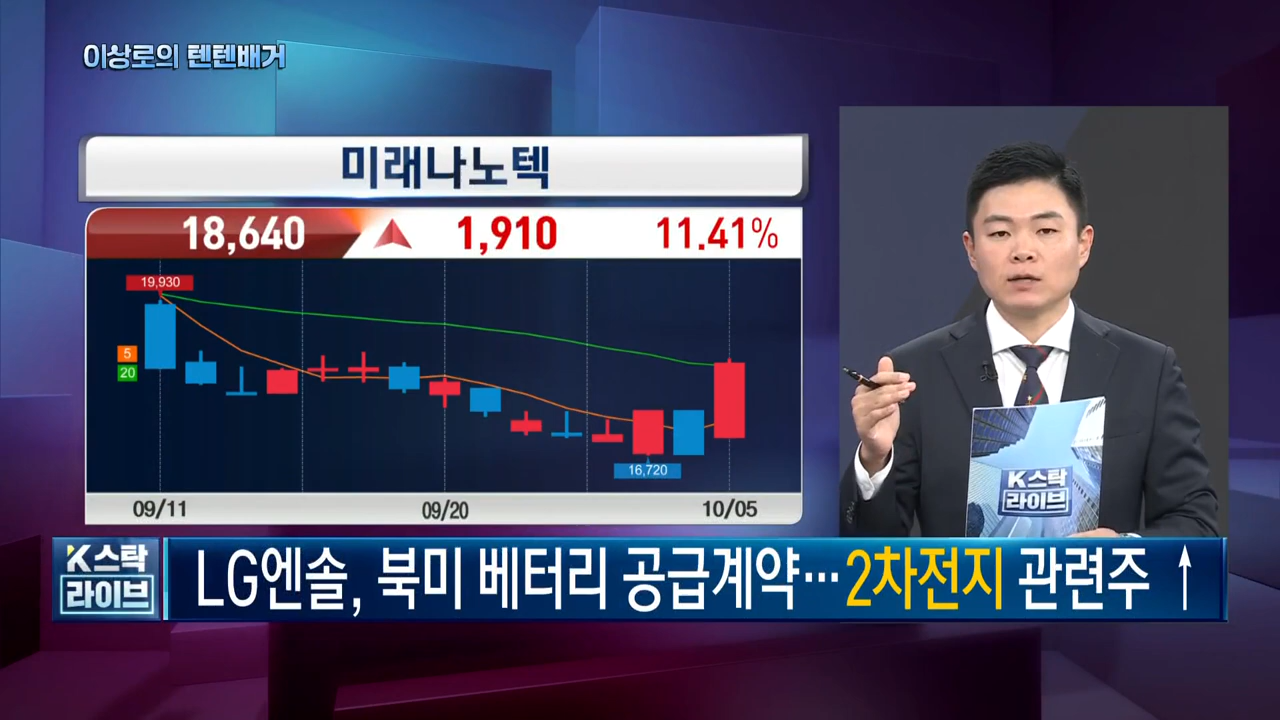 이상로의 텐텐배거
미래나노텍
18,640 ▲ 1,910 11.41%
19,930
5
20
16,720
09/11 09/20 10/05
K스탁
라이브
K스탁
라이브
LG엔솔, 북미 베터리 공급계약…2차전지 관련주 ↑